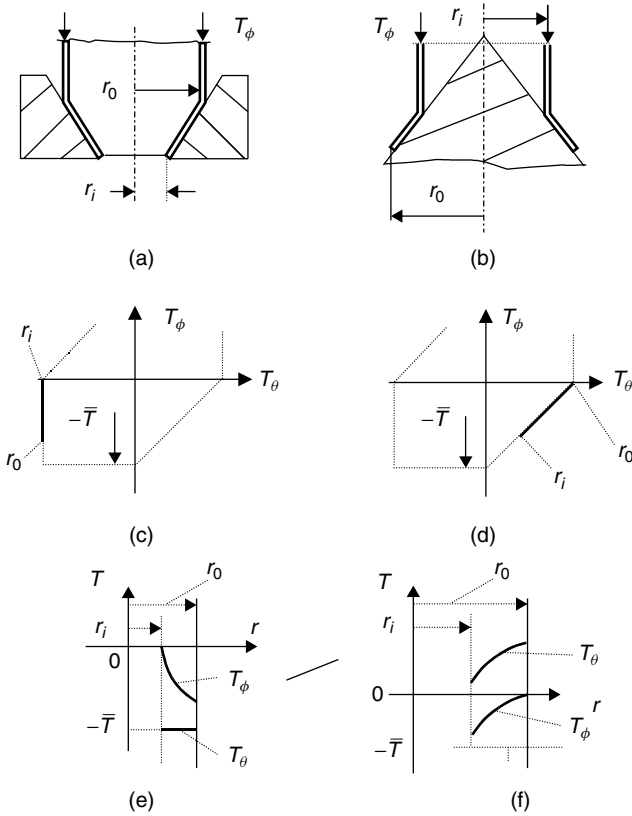 T_ϕ
r_0
r_i
(a)
r_i
T_ϕ
r_0
(b)
r_i
T_ϕ
T_θ
−T̿
r_0
(c)
T_ϕ
T_θ
−T̿
r_i
r_0
(d)
T
r_0
r_i
r
0
T_ϕ
−T̿
T_θ
(e)
T
r_0
r_i
T_θ
0
r
T_ϕ
−T̿
(f)